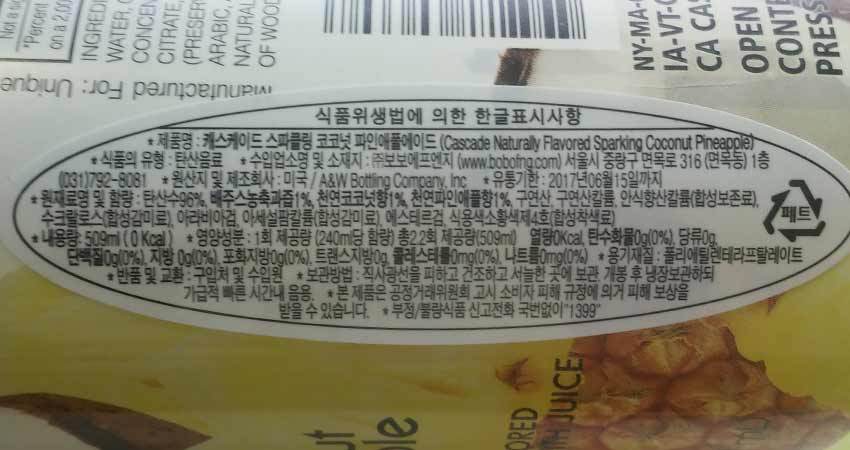 Not a so
*Percent
on a 2,00
INGREDI
WATER, C
CONCEN
CITRATE,
(PRESER
ARABIC,
NATURAL
OF WOOD
Manufactured For: Unique
NY-MA-
IA-VT-
CA CAS
OPEN
CONTE
PRESS
식품위생법에 의한 한글표시사항
* 제품명 : 캐스케이드 스파클링 코코넛 파인애플에이드 (Cascade Naturally Flavored Sparking Coconut Pineapple)
* 식품의 유형 : 탄산음료 * 수입업소명 및 소재지 : ㈜보보에프엔지 (www.bobofng.com) 서울시 중랑구 면목로 316 (면목동) 1층
(031)792-8081 * 원산지 및 제조회사 : 미국 / A&W Bottling Company, Inc * 유통기한 : 2017년06월15일까지
* 원재료명 및 함량 : 탄산수96%, 배주스농축과즙1%, 천연코코넛향1%, 천연파인애플향1%, 구연산, 구연산칼륨, 안식향산칼륨(합성보존료),
수크랄로스(합성감미료), 아라비아검, 아세설팜칼륨(합성감미료), 에스테르검, 식용색소황색제4호(합성착색료)
* 내용량 : 509ml ( 0 Kcal ) * 영양성분 : 1회 제공량 (240ml당 함량) 총2.2회 제공량(509ml) 열량0Kcal, 탄수화물0g(0%), 당류0g,
단백질0g(0%), 지방 0g(0%), 포화지방0g(0%), 트랜스지방0g, 콜레스테롤0mg(0%), 나트륨0mg(0%) * 용기재질 : 폴리에틸렌테라프탈레이트
* 반품 및 교환 : 구입처 및 수입원 * 보관방법 : 직사광선을 피하고 건조하고 서늘한 곳에 보관, 개봉 후 냉장보관하되
가급적 빠른 시간내 음용. * 본 제품은 공정거래위원회 고시 소비자 피해 규정에 의거 피해 보상을
받을 수 있습니다. * 부정/불량식품 신고전화 국번없이"1399"
페트
ut
ple
ORED
TH JUICE